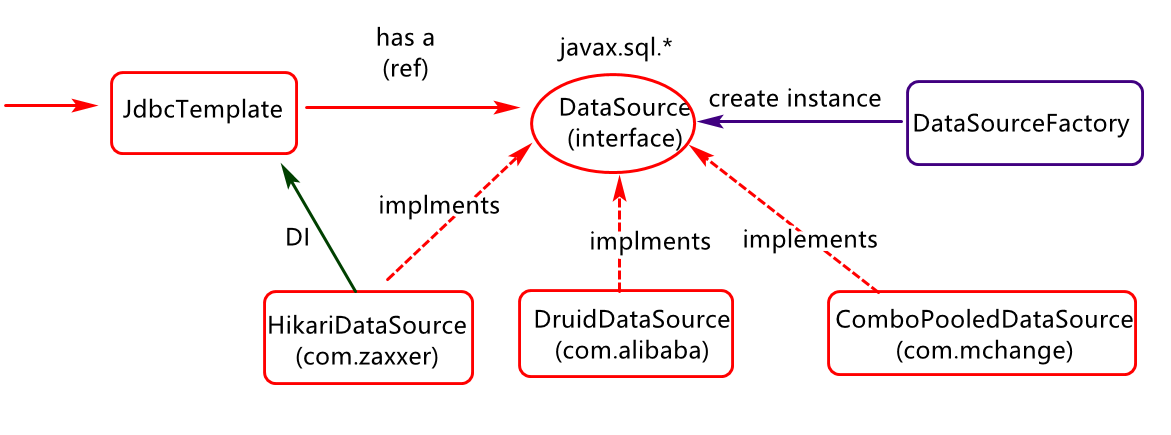 has a
(ref)
javax.sql.*
JdbcTemplate
DataSource
(interface)
create instance
DataSourceFactory
implments
implments
implements
DI
HikariDataSource
(com.zaxxer)
DruidDataSource
(com.alibaba)
ComboPooledDataSource
(com.mchange)